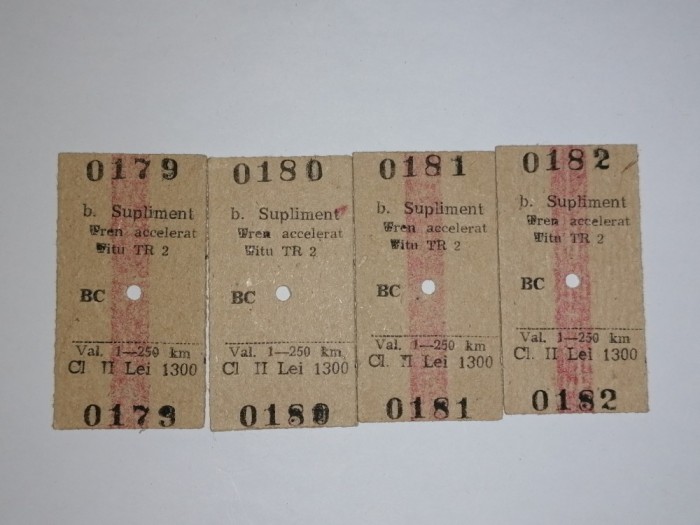 0179
b. Supliment
Tren accelerat
Titu TR 2
BC
Val. 1—250 km
Cl. II Lei 1300
0179
0180
b. Supliment
Tren accelerat
Titu TR 2
BC
Val. 1—250 km
Cl. II Lei 1300
0180
0181
b. Supliment
Tren accelerat
Titu TR 2
BC
Val. 1—250 km
Cl. II Lei 1300
0181
0182
b. Supliment
Tren accelerat
Titu TR 2
BC
Val. 1—250 km
Cl. II Lei 1300
0182